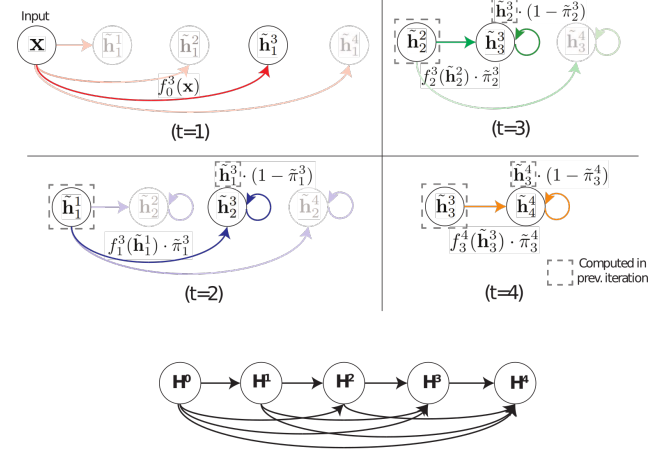 Input
x h̃₁¹ h̃₁² h̃₁³ h̃₁⁴
f₀³(x)
(t=1)
h̃₂³ · (1 − π̃₂³)
h̃₂² h̃₃³ h̃₃⁴
f₂³(h̃₂²) · π̃₂³
(t=3)
h̃₁³ · (1 − π̃₁³)
h̃₁¹ h̃₂² h̃₂³ h̃₂⁴
f₁³(h̃₁¹) · π̃₁³
(t=2)
h̃₃⁴ · (1 − π̃₃⁴)
h̃₃³ h̃₄⁴
f₃⁴(h̃₃³) · π̃₃⁴
Computed in
prev. iteration
(t=4)
H⁰ H¹ H² H³ H⁴